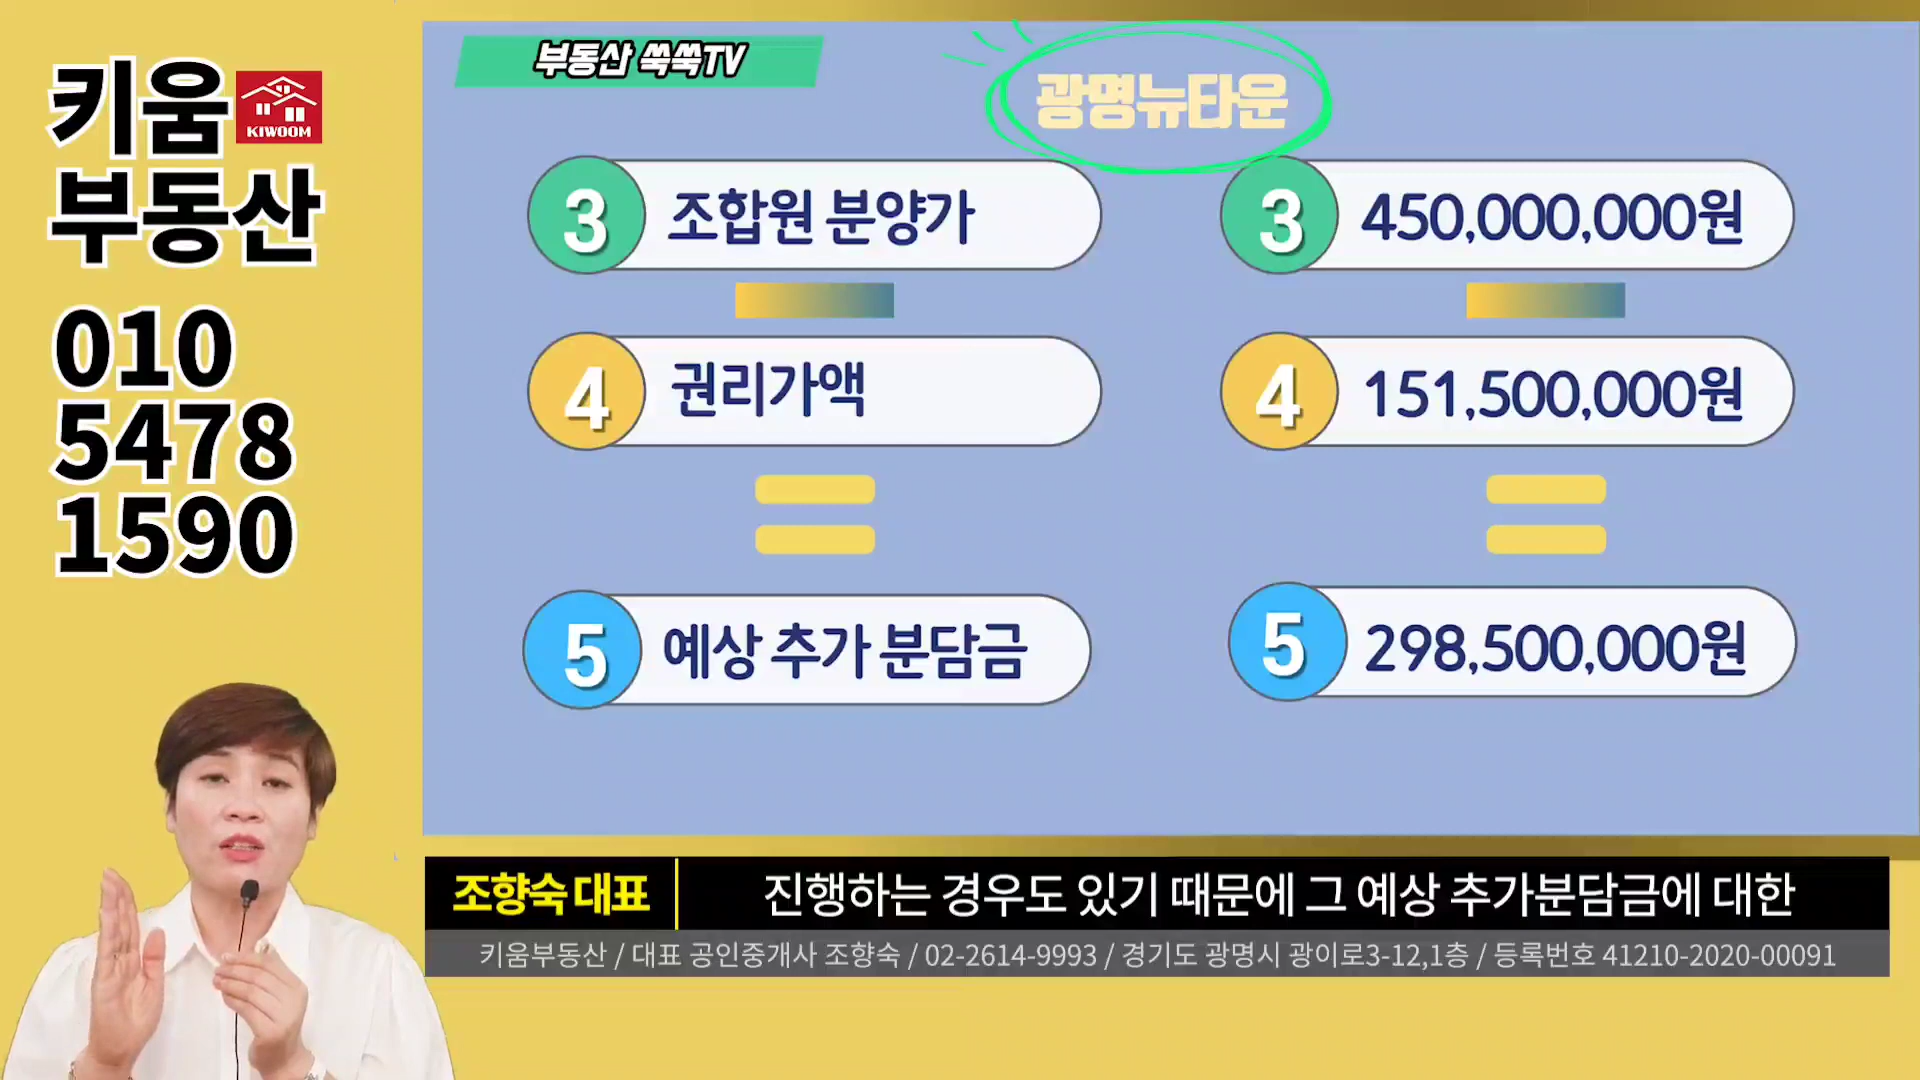 키움
KIWOOM
부동산
010
5478
1590
부동산 쏙쏙TV
광명뉴타운
3 조합원 분양가
3 450,000,000원
4 권리가액
4 151,500,000원
5 예상 추가 분담금
5 298,500,000원
조향숙 대표 진행하는 경우도 있기 때문에 그 예상 추가분담금에 대한
키움부동산 / 대표 공인중개사 조향숙 / 02-2614-9993 / 경기도 광명시 광이로3-12,1층 / 등록번호 41210-2020-00091